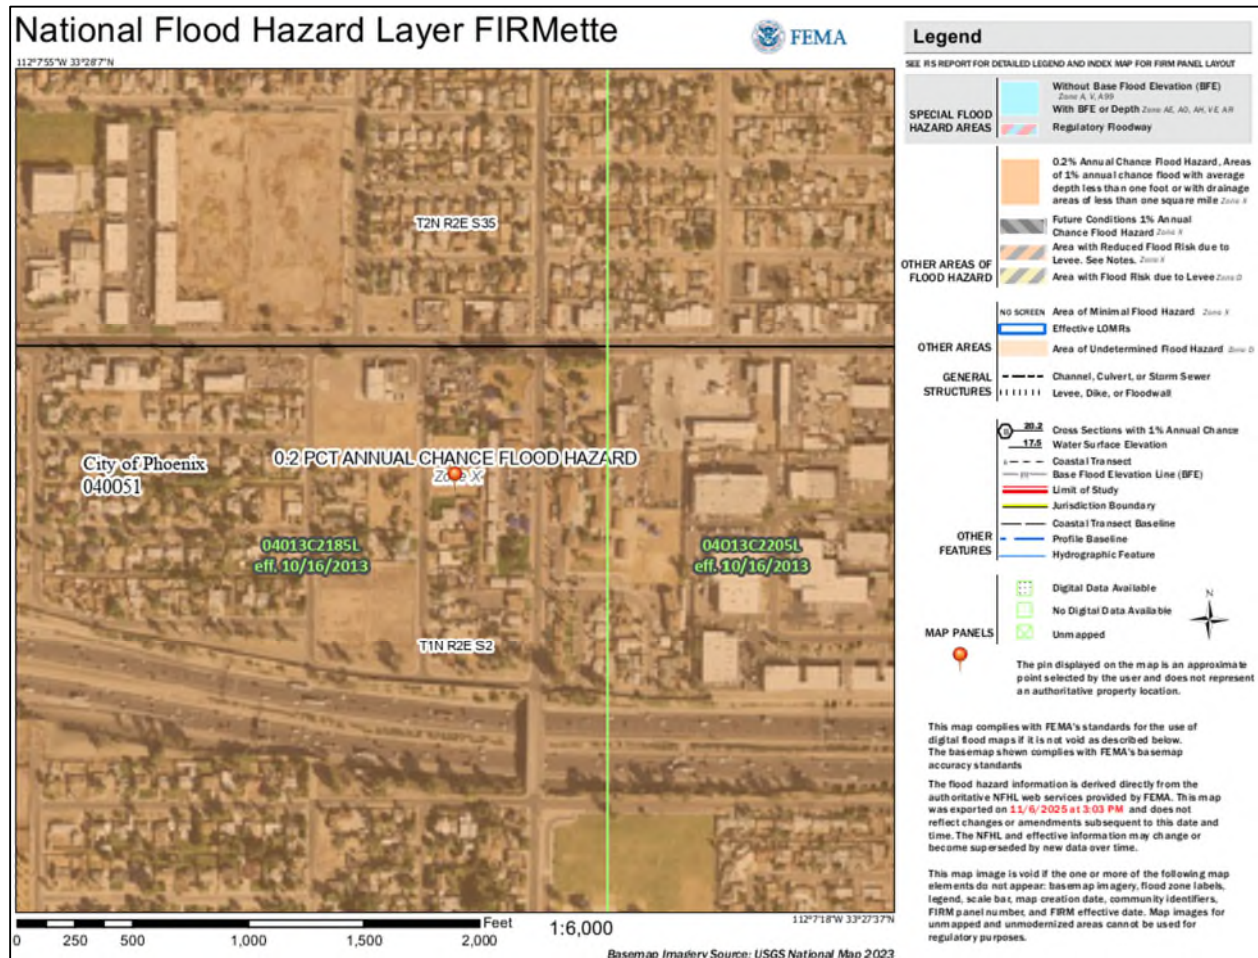 National Flood Hazard Layer FIRMette
FEMA
112°7'55"W 33°28'7"N
T2N R2E S35
City of Phoenix
040051
0.2 PCT ANNUAL CHANCE FLOOD HAZARD
Zone X
04013C2185L
eff. 10/16/2013
04013C2205L
eff. 10/16/2013
T1N R2E S2
112°7'18"W 33°27'37"N
0 250 500 1,000 1,500 2,000
Feet
1:6,000
Basemap Imagery Source: USGS National Map 2023
Legend
SEE FIS REPORT FOR DETAILED LEGEND AND INDEX MAP FOR FIRM PANEL LAYOUT
SPECIAL FLOOD
HAZARD AREAS
Without Base Flood Elevation (BFE)
Zone A, V, A99
With BFE or Depth Zone AE, AO, AH, VE, AR
Regulatory Floodway
OTHER AREAS OF
FLOOD HAZARD
0.2% Annual Chance Flood Hazard, Areas
of 1% annual chance flood with average
depth less than one foot or with drainage
areas of less than one square mile Zone X
Future Conditions 1% Annual
Chance Flood Hazard Zone X
Area with Reduced Flood Risk due to
Levee. See Notes. Zone X
Area with Flood Risk due to Levee Zone D
OTHER AREAS
NO SCREEN Area of Minimal Flood Hazard Zone X
Effective LOMRs
Area of Undetermined Flood Hazard Zone D
GENERAL
STRUCTURES
Channel, Culvert, or Storm Sewer
Levee, Dike, or Floodwall
OTHER
FEATURES
B 20.2 Cross Sections with 1% Annual Chance
17.5 Water Surface Elevation
Coastal Transect
Base Flood Elevation Line (BFE)
Limit of Study
Jurisdiction Boundary
Coastal Transect Baseline
Profile Baseline
Hydrographic Feature
MAP PANELS
Digital Data Available
No Digital Data Available
Unmapped
N
The pin displayed on the map is an approximate
point selected by the user and does not represent
an authoritative property location.
This map complies with FEMA's standards for the use of
digital flood maps if it is not void as described below.
The basemap shown complies with FEMA's basemap
accuracy standards
The flood hazard information is derived directly from the
authoritative NFHL web services provided by FEMA. This map
was exported on 11/6/2025 at 3:03 PM and does not
reflect changes or amendments subsequent to this date and
time. The NFHL and effective information may change or
become superseded by new data over time.
This map image is void if the one or more of the following map
elements do not appear: basemap imagery, flood zone labels,
legend, scale bar, map creation date, community identifiers,
FIRM panel number, and FIRM effective date. Map images for
unmapped and unmodernized areas cannot be used for
regulatory purposes.